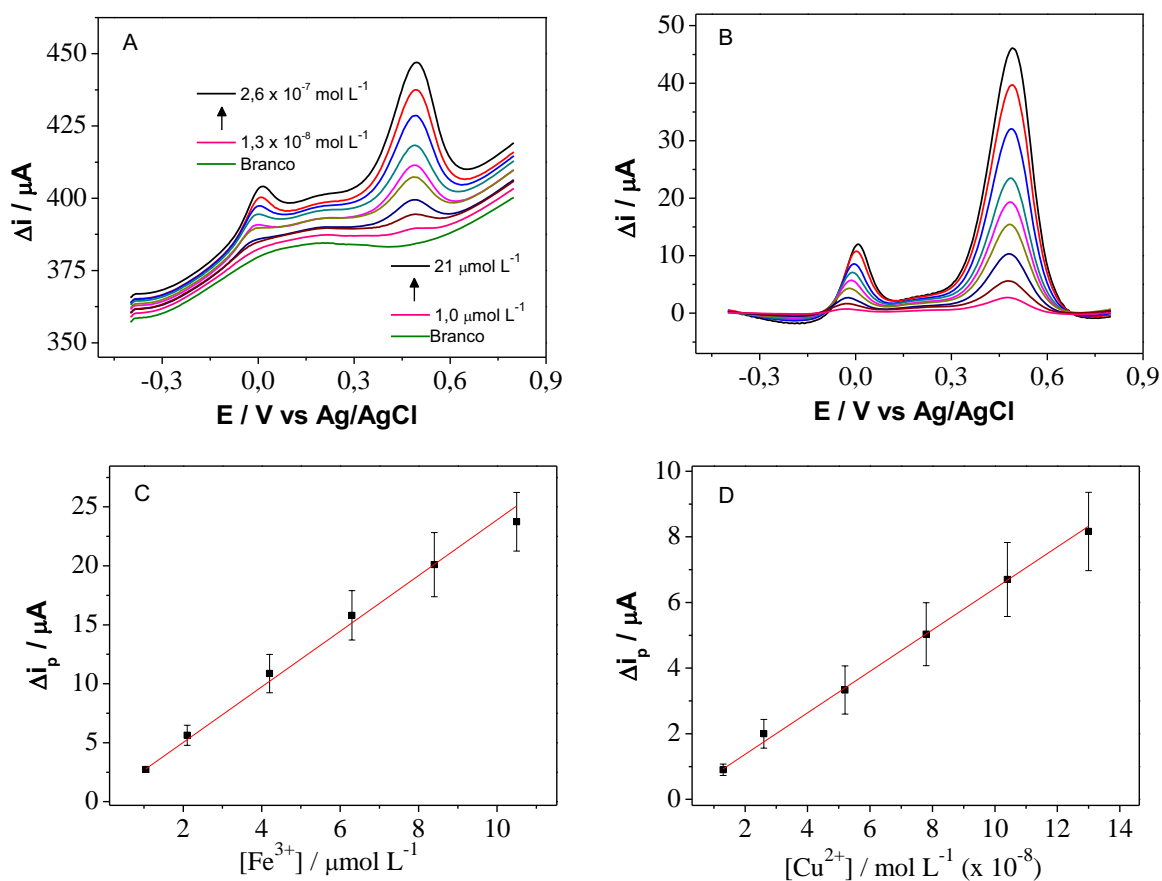 A
450
425
400
375
350
Δi / μA
2,6 x 10⁻⁷ mol L⁻¹
1,3 x 10⁻⁸ mol L⁻¹
Branco
21 μmol L⁻¹
1,0 μmol L⁻¹
Branco
-0,3 0,0 0,3 0,6 0,9
E / V vs Ag/AgCl
B
50
40
30
20
10
0
Δi / μA
-0,3 0,0 0,3 0,6 0,9
E / V vs Ag/AgCl
C
25
20
15
10
5
0
Δiₚ / μA
2 4 6 8 10
[Fe³⁺] / μmol L⁻¹
D
10
8
6
4
2
0
Δiₚ / μA
2 4 6 8 10 12 14
[Cu²⁺] / mol L⁻¹ (x 10⁻⁸)